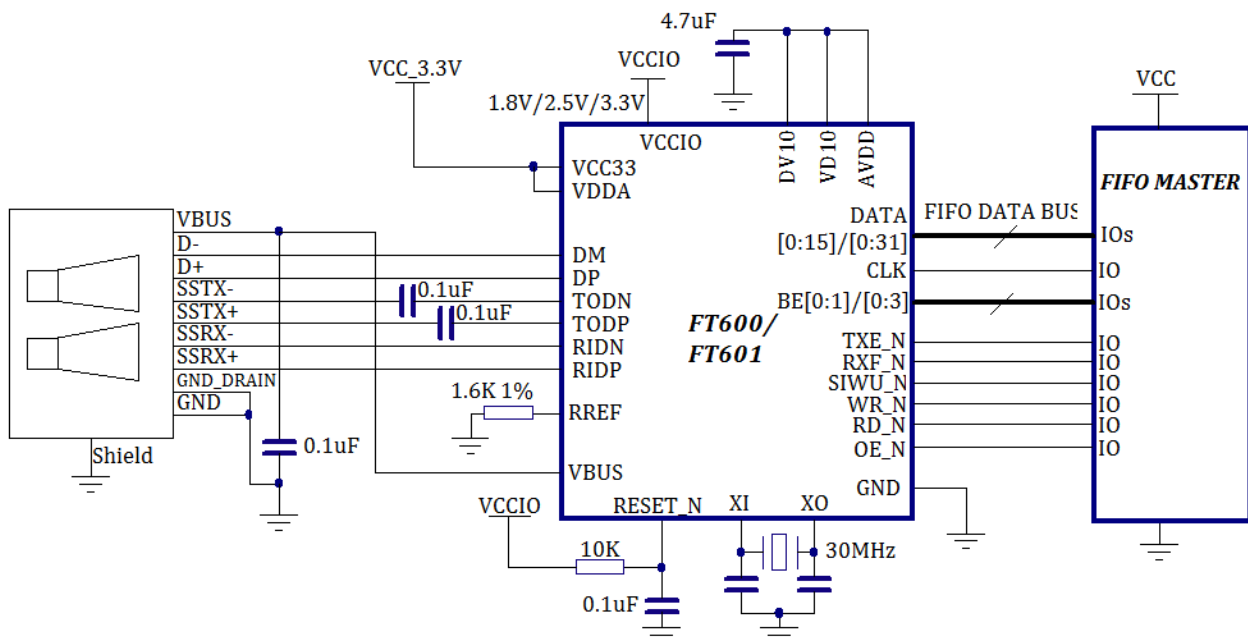 4.7uF
VCCIO
VCC_3.3V
VCC
1.8V/2.5V/3.3V
VCCIO
DV10
VD10
AVDD
VCC33
VDDA
FIFO MASTER
VBUS
DATA
FIFO DATA BUS
[0:15]/[0:31]
IOs
D-
DM
CLK
IO
D+
DP
SSTX-
0.1uF
TODN
BE[0:1]/[0:3]
IOs
SSTX+
0.1uF
TODP
FT600/
FT601
SSRX-
RIDN
TXE_N
IO
SSRX+
RIDP
RXF_N
IO
GND_DRAIN
SIWU_N
IO
GND
1.6K 1%
RREF
WR_N
IO
RD_N
IO
OE_N
IO
Shield
0.1uF
VBUS
GND
VCCIO
RESET_N
XI
XO
10K
30MHz
0.1uF